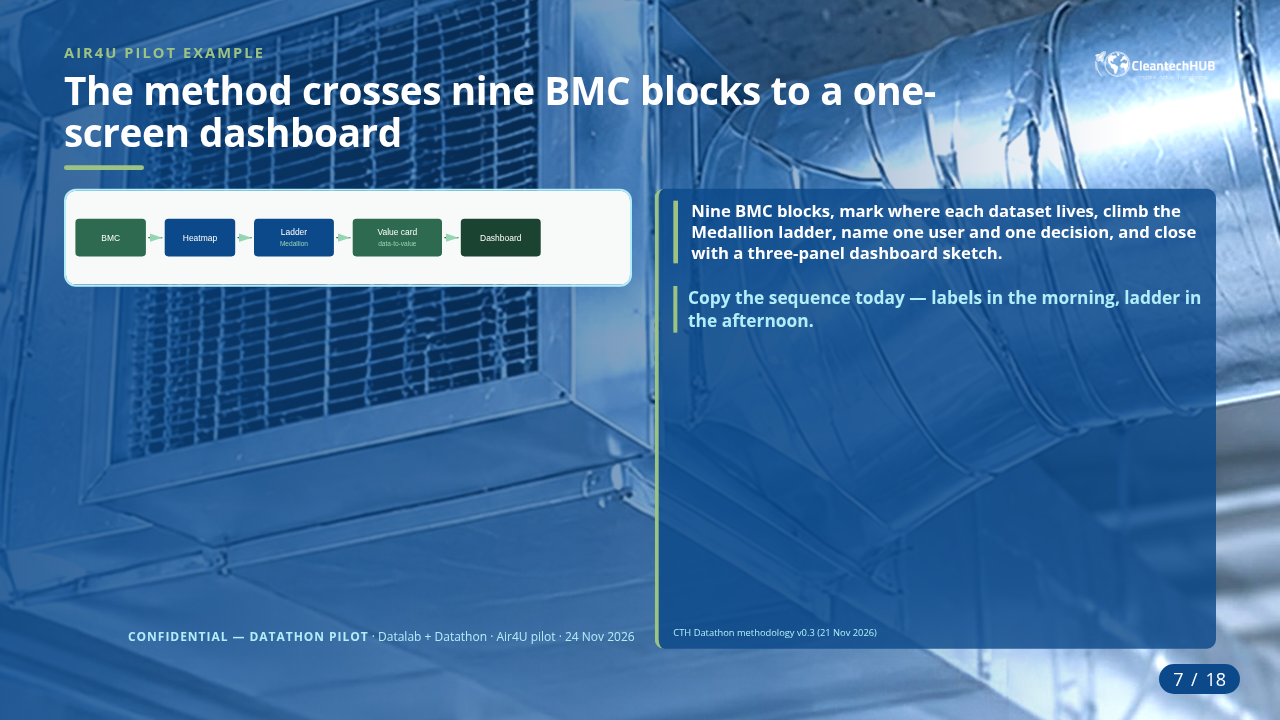 AIR4U PILOT EXAMPLE
The method crosses nine BMC blocks to a one-
screen dashboard
CleantechHUB
BMC
Heatmap
Ladder
Medallion
Value card
data-to-value
Dashboard
Nine BMC blocks, mark where each dataset lives, climb the
Medallion ladder, name one user and one decision, and close
with a three-panel dashboard sketch.
Copy the sequence today — labels in the morning, ladder in
the afternoon.
CTH Datathon methodology v0.3 (21 Nov 2026)
CONFIDENTIAL — DATATHON PILOT · Datalab + Datathon · Air4U pilot · 24 Nov 2026
7 / 18